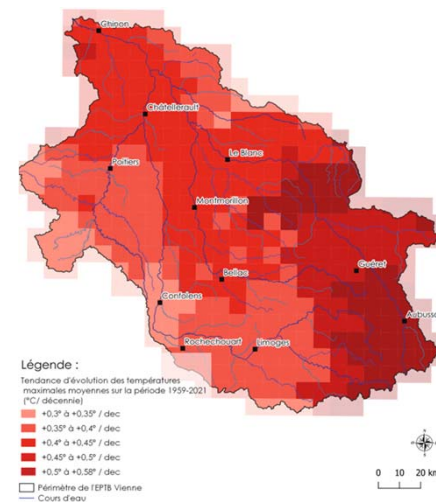 Chinon
Châtellerault
Le Blanc
Poitiers
Montmorillon
Guéret
Bellac
Confolens
Aubusson
Rochechouart
Limoges
Légende :
Tendance d'évolution des températures
maximales moyennes sur la période 1959-2021
(°C/ décennie)
+0.3° à +0.35° / dec
+0.35° à +0.4° / dec
+0.4° à +0.45° / dec
+0,45° à +0.5° / dec
+0.5° à +0.58° / dec
Périmètre de l'EPTB Vienne
Cours d'eau
0 10 20 km